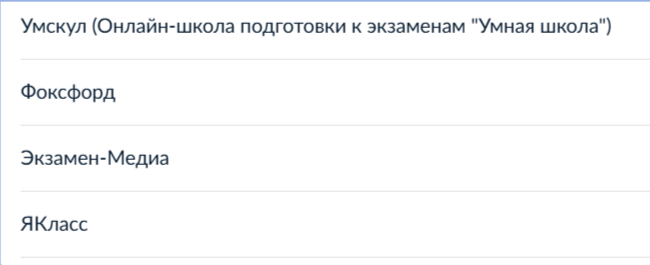 Умскул (Онлайн-школа подготовки к экзаменам "Умная школа")
Фоксфорд
Экзамен-Медиа
ЯКласс